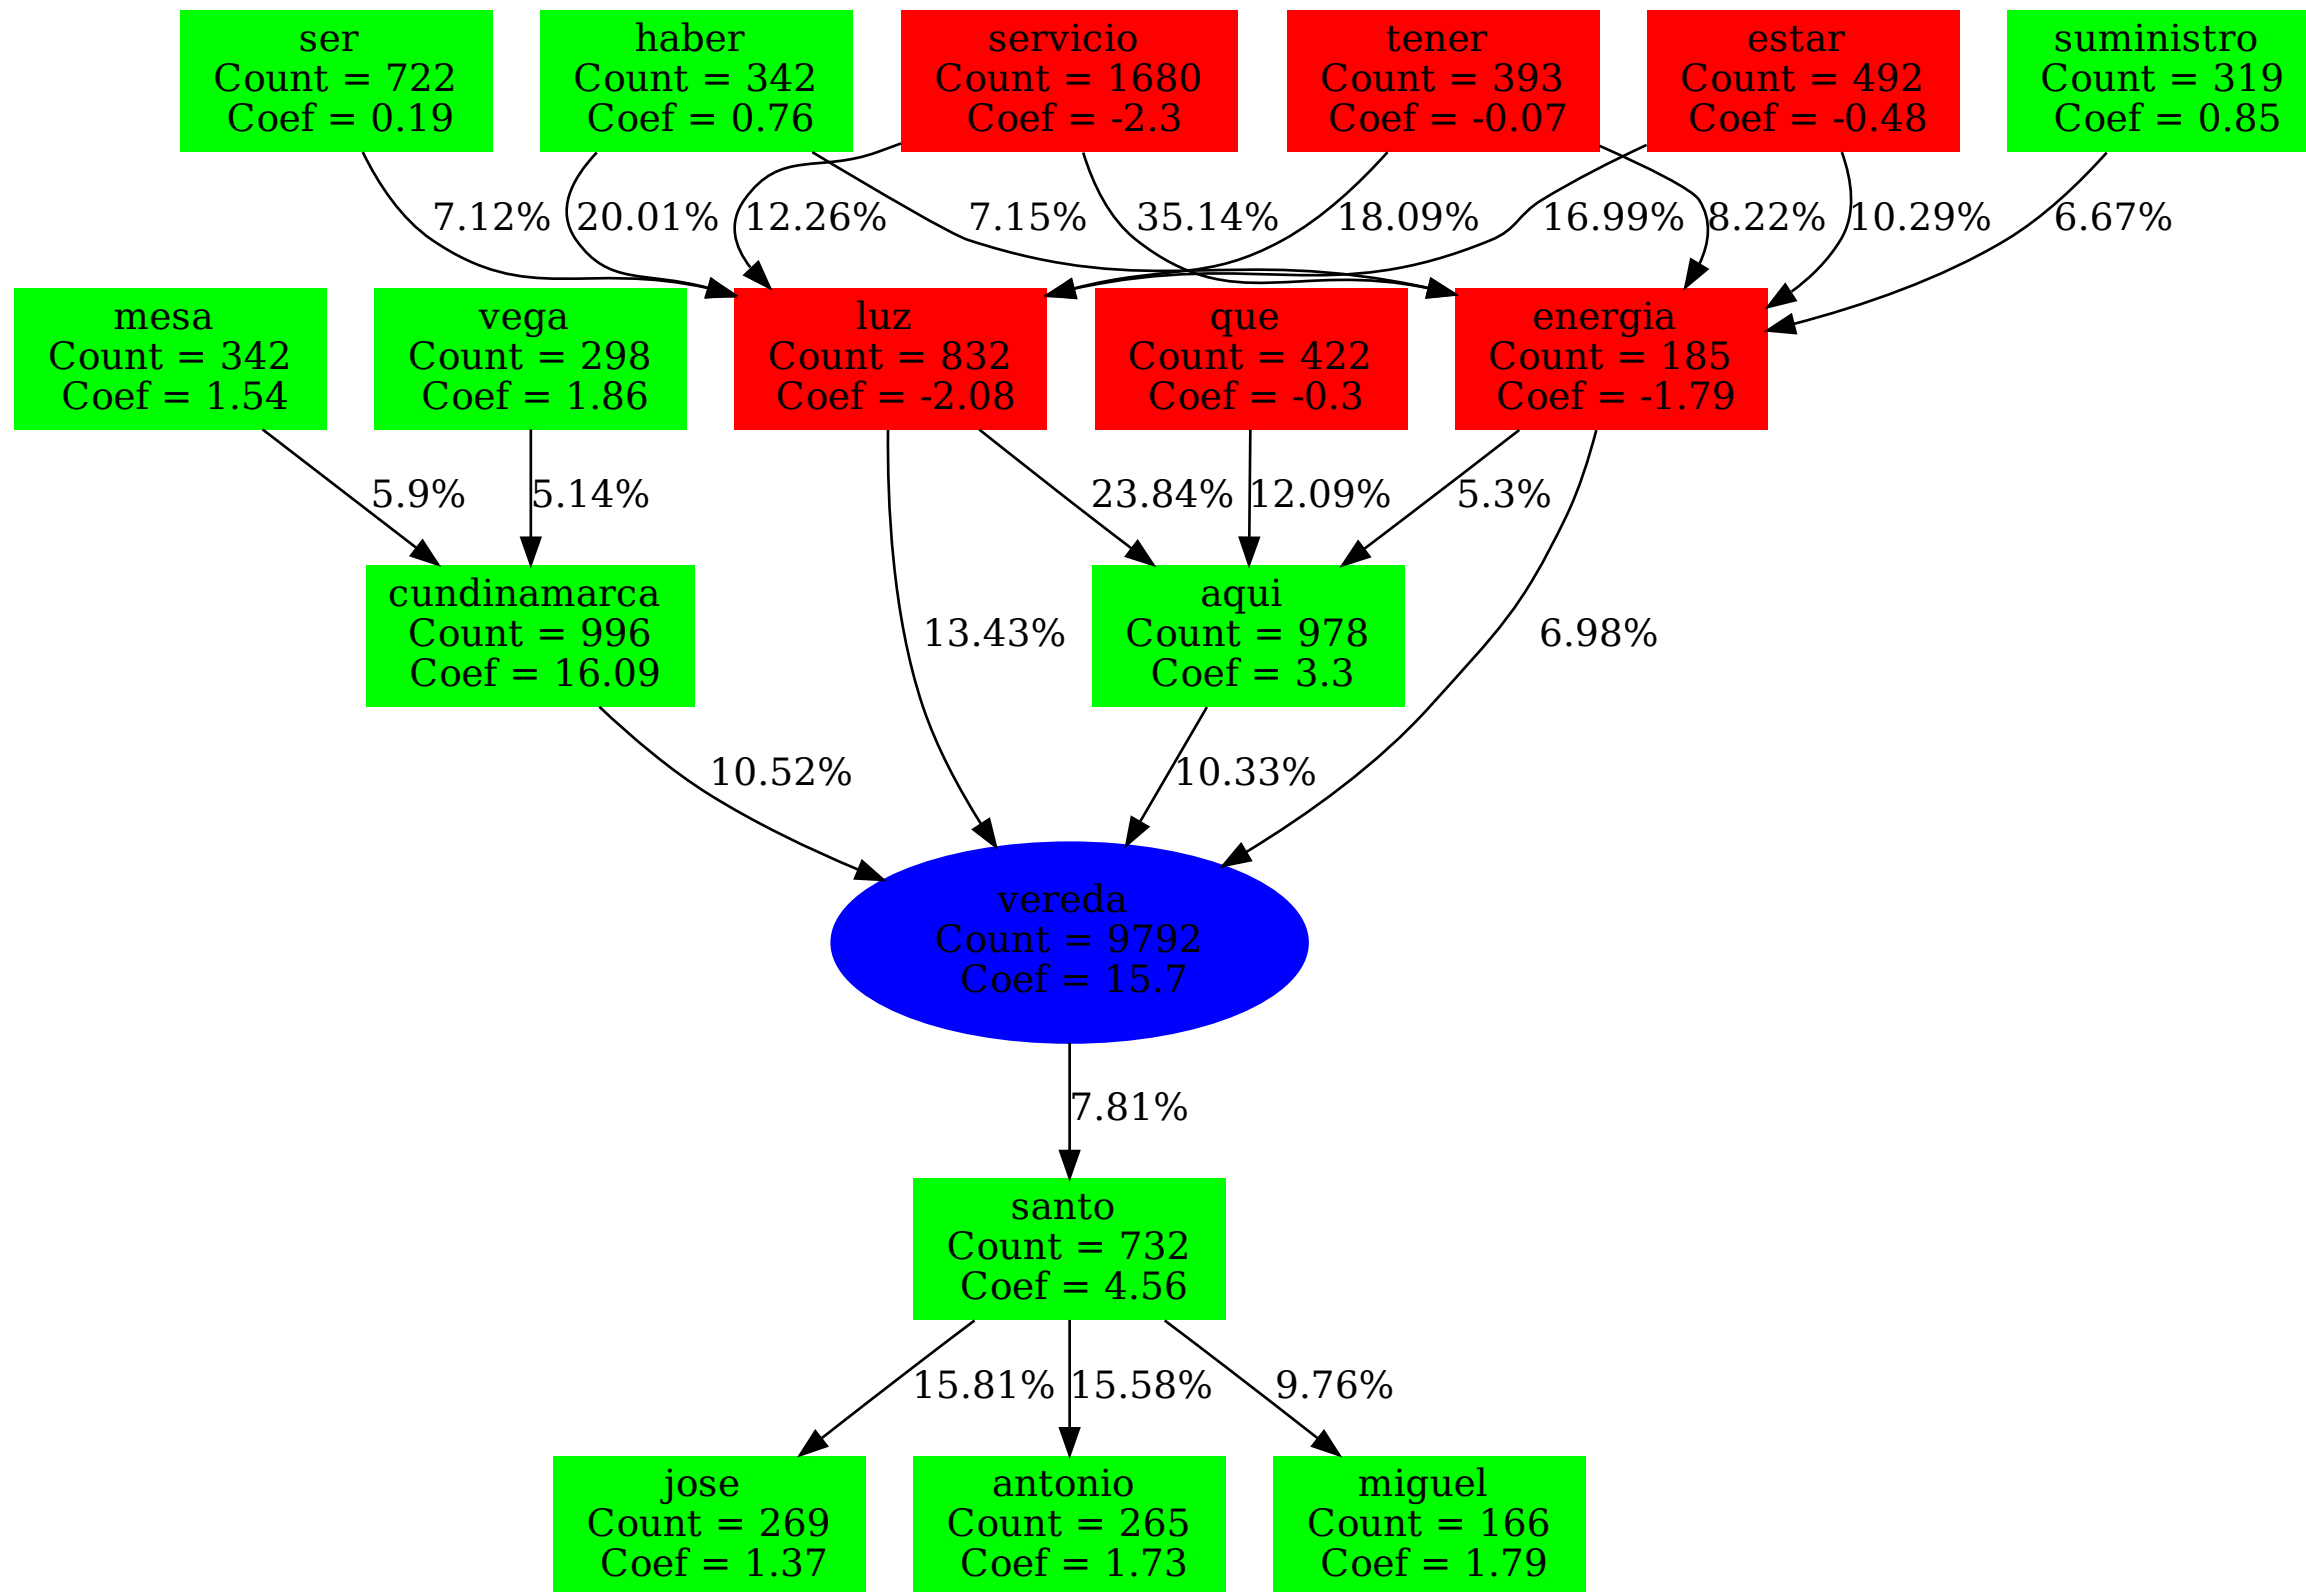 ser
Count = 722
Coef = 0.19
haber
Count = 342
Coef = 0.76
servicio
Count = 1680
Coef = -2.3
tener
Count = 393
Coef = -0.07
estar
Count = 492
Coef = -0.48
suministro
Count = 319
Coef = 0.85
7.12%
20.01%
12.26%
7.15%
35.14%
18.09%
16.99%
8.22%
10.29%
6.67%
mesa
Count = 342
Coef = 1.54
vega
Count = 298
Coef = 1.86
luz
Count = 832
Coef = -2.08
que
Count = 422
Coef = -0.3
energia
Count = 185
Coef = -1.79
5.9%
5.14%
23.84%
12.09%
5.3%
cundinamarca
Count = 996
Coef = 16.09
13.43%
aqui
Count = 978
Coef = 3.3
6.98%
10.52%
10.33%
vereda
Count = 9792
Coef = 15.7
7.81%
santo
Count = 732
Coef = 4.56
15.81%
15.58%
9.76%
jose
Count = 269
Coef = 1.37
antonio
Count = 265
Coef = 1.73
miguel
Count = 166
Coef = 1.79